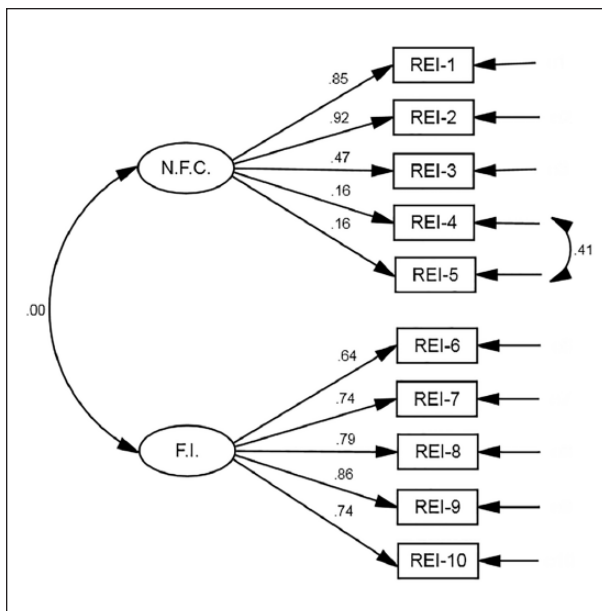 REI-1
.85
REI-2
.92
N.F.C.
.47
REI-3
.16
REI-4
.16
.41
REI-5
.00
REI-6
.64
.74
REI-7
F.I.
.79
REI-8
.86
REI-9
.74
REI-10